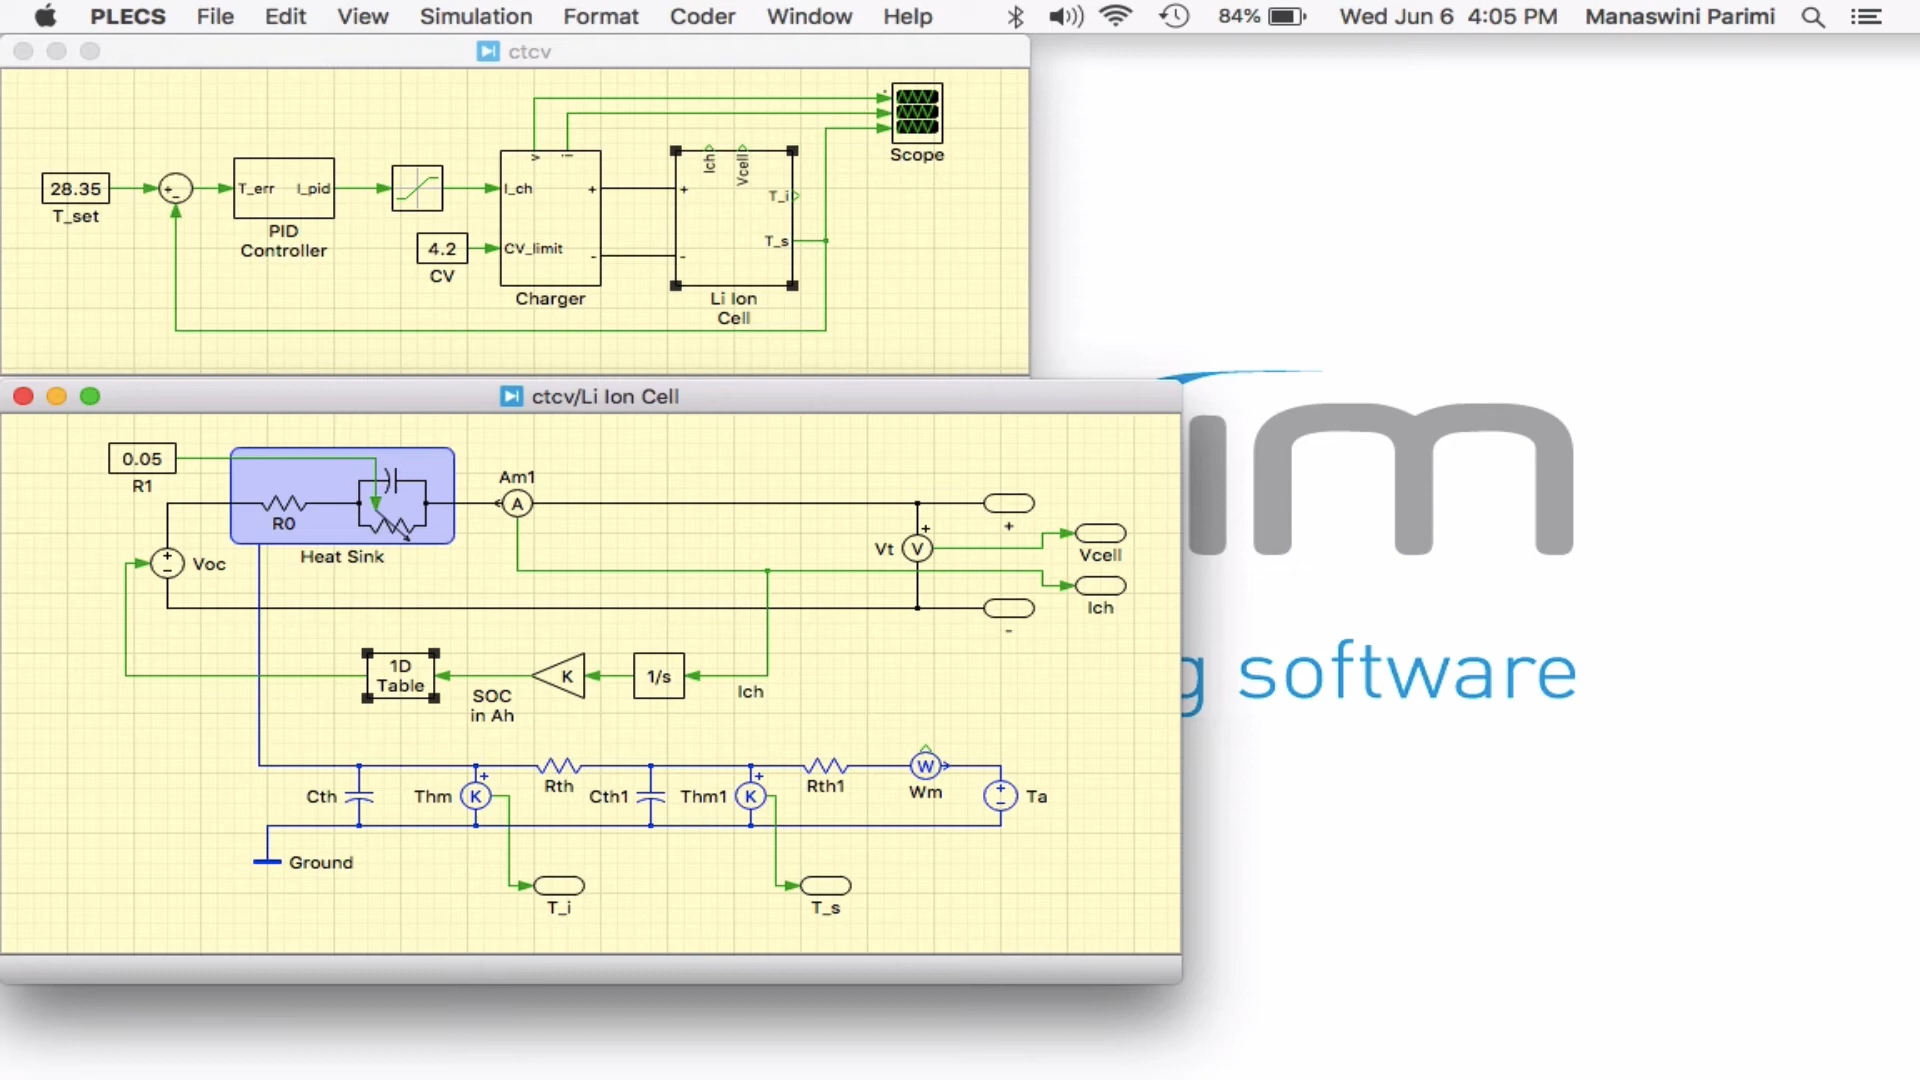 PLECS File Edit View Simulation Format Coder Window Help 84% Wed Jun 6 4:05 PM Manaswini Parimi
ctcv
Scope
28.35
T_set
+
-
T_err I_pid
PID
Controller
4.2
CV
v i
I_ch
CV_limit
+
-
Charger
Ich Vcell
+
-
T_i
T_s
Li Ion
Cell
ctcv/Li Ion Cell
0.05
R1
R0
Heat Sink
Am1
A
+
-
Voc
Vt
V
+
+
-
Vcell
Ich
1D
Table
SOC
in Ah
K
1/s
Ich
Cth
Thm
K
+
Rth
Cth1
Thm1
K
+
Rth1
W
Wm
+
-
Ta
Ground
T_i
T_s
im
g software